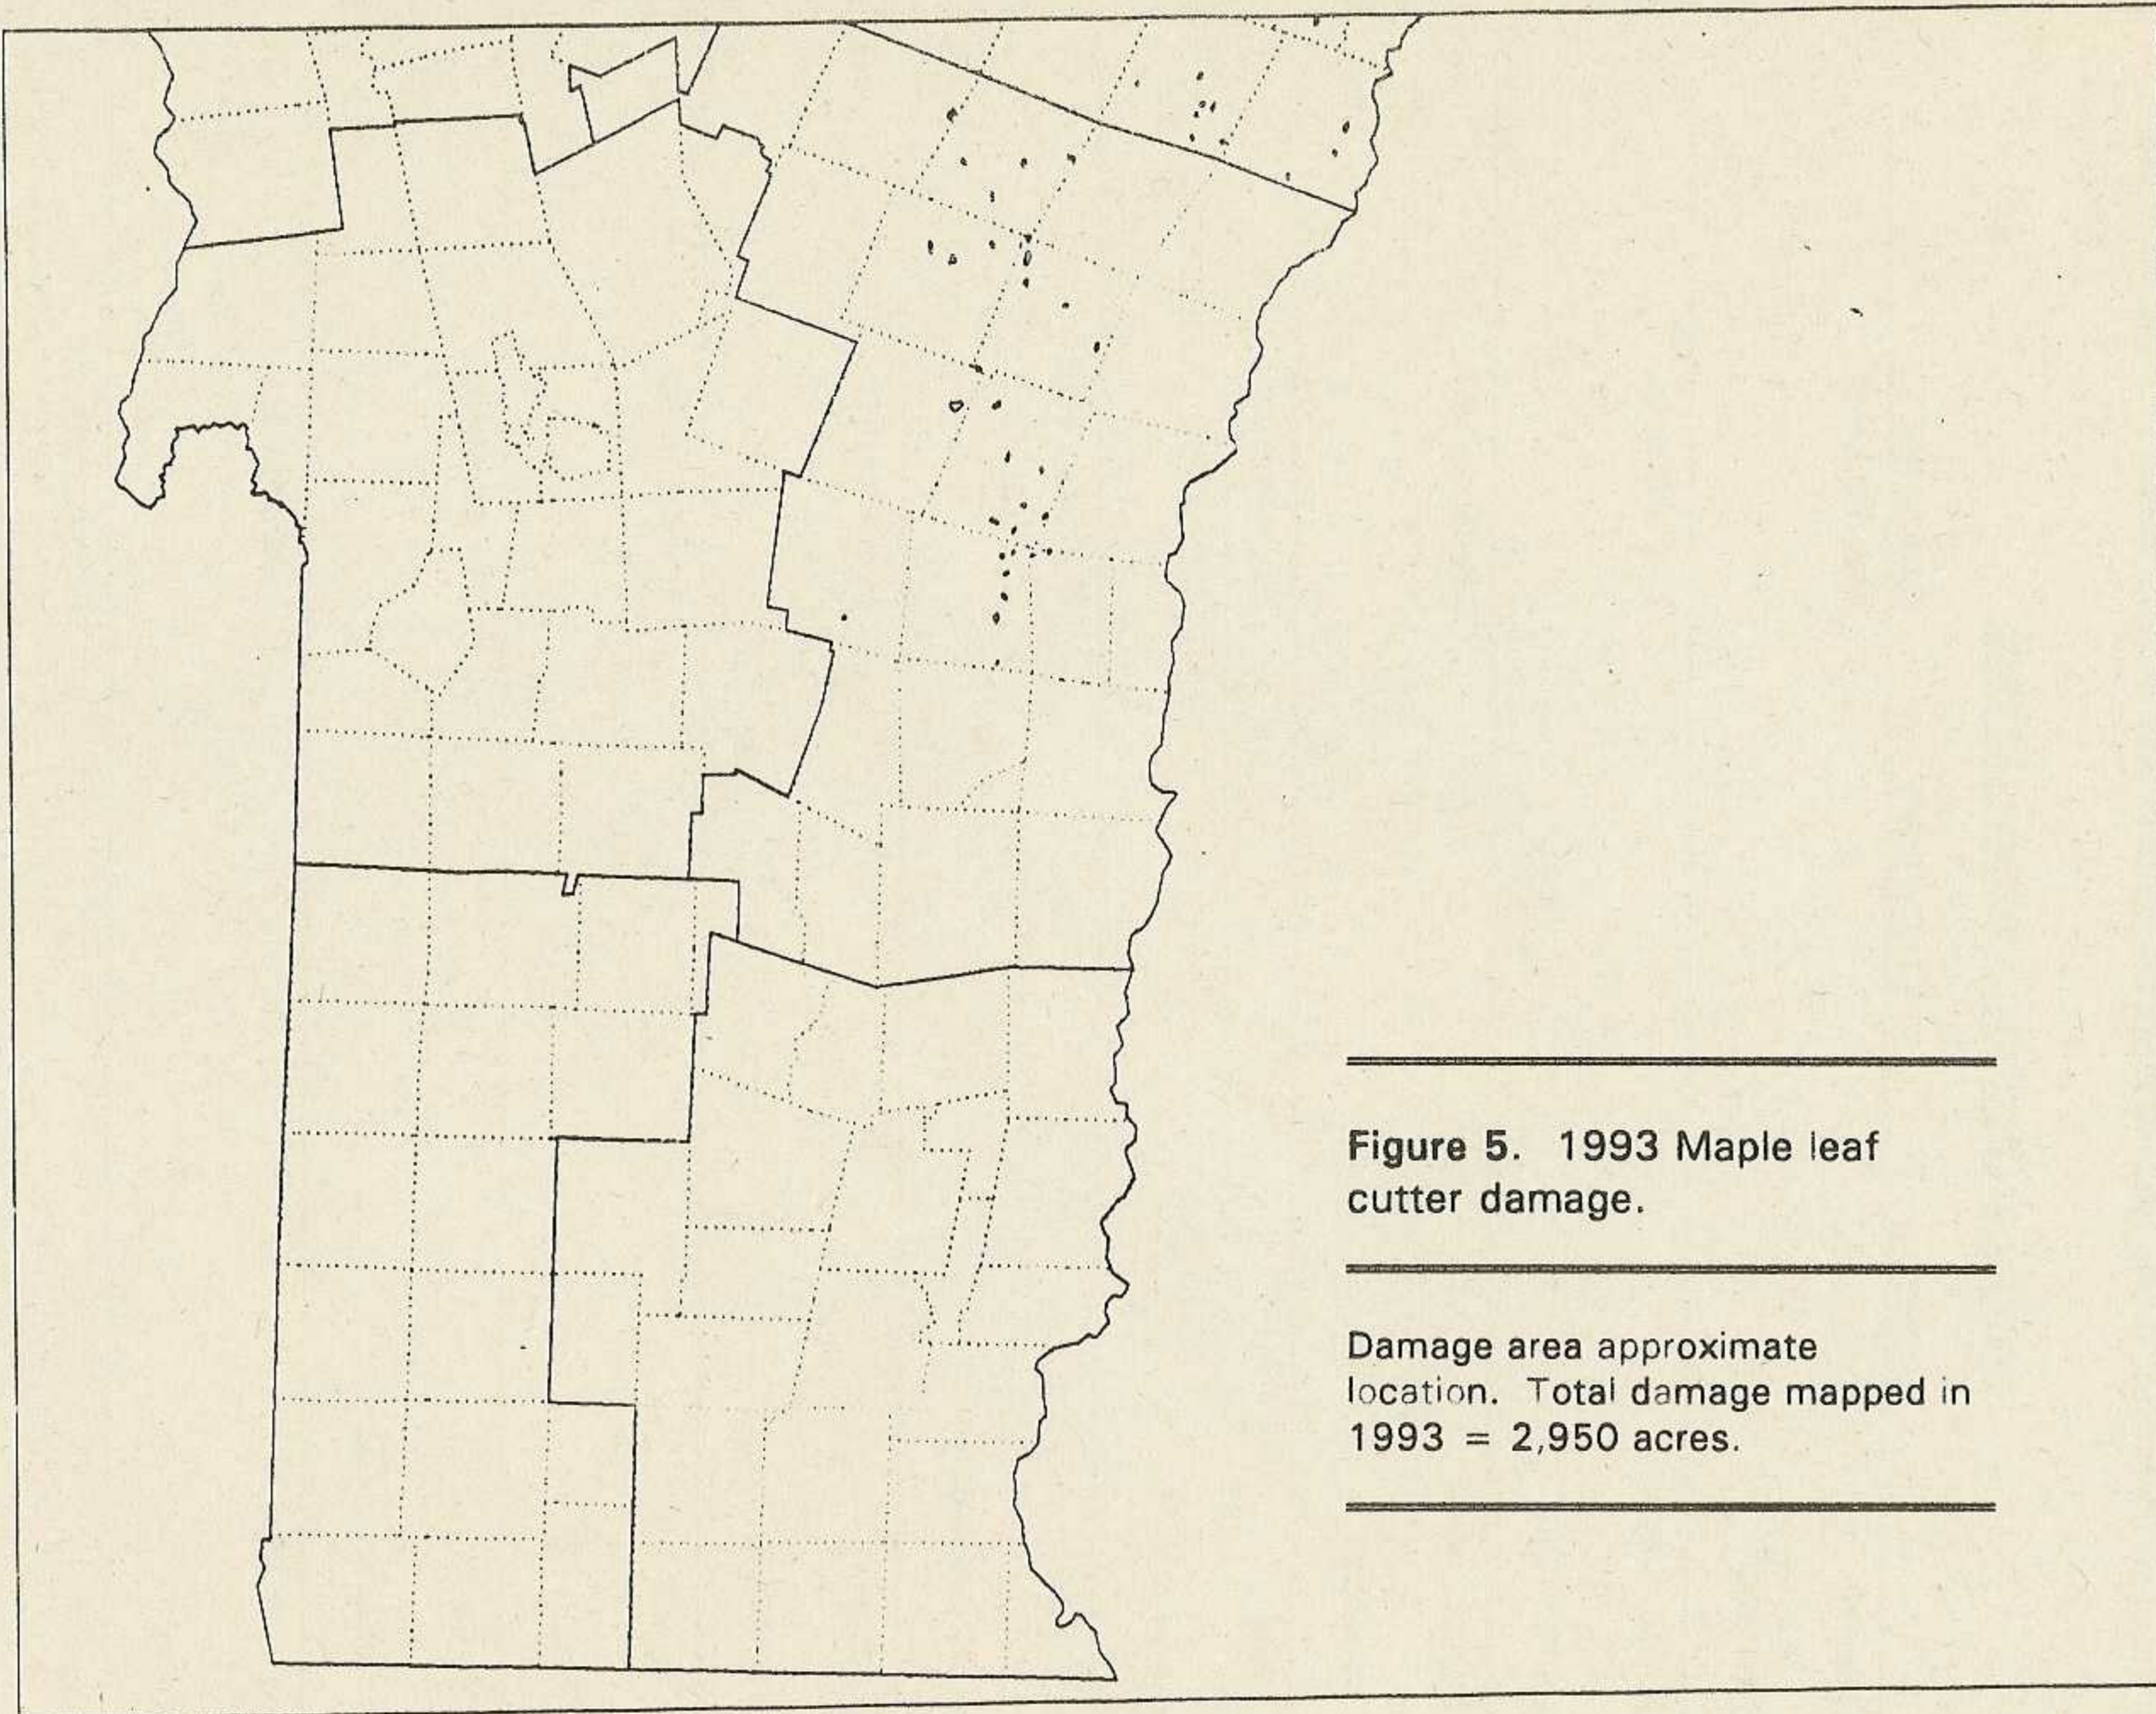 Figure 5. 1993 Maple leaf
cutter damage.
Damage area approximate
location. Total damage mapped in
1993 = 2,950 acres.